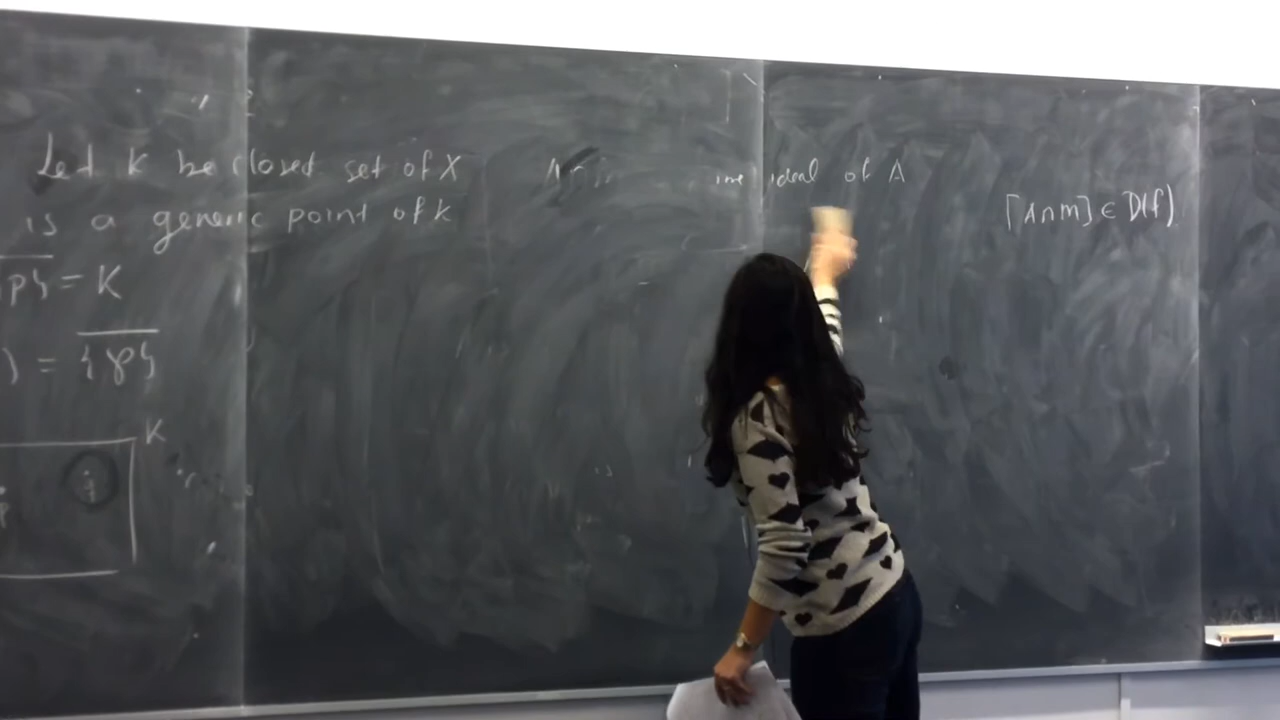 Let K be closed set of X
is a generic point of K
p} = K
) = {℘}
K
ideal of A
[A∩m] ∈ D(f)